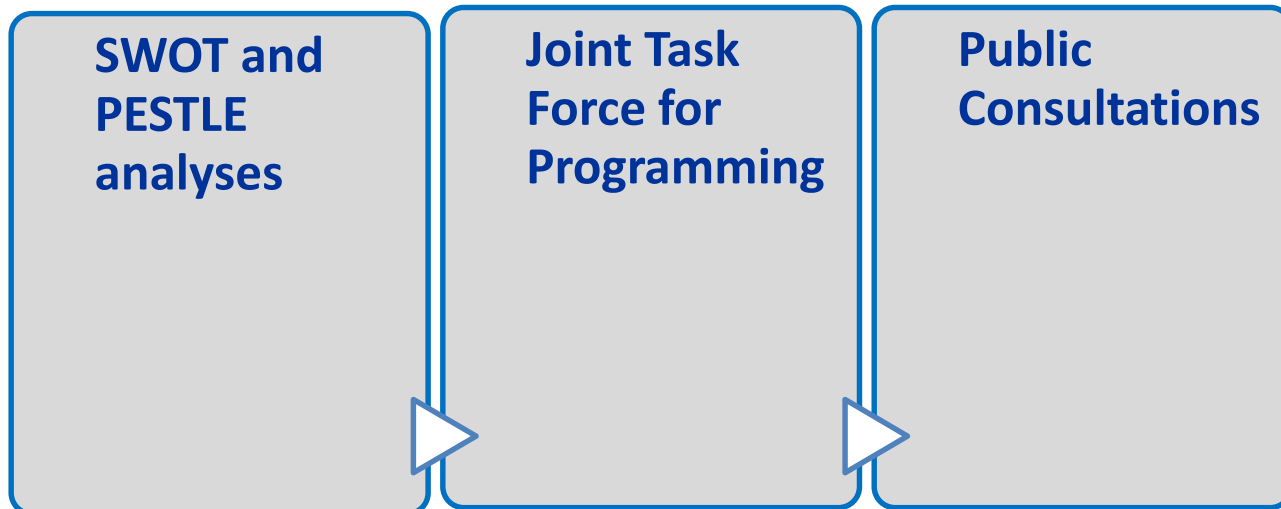 SWOT and
PESTLE
analyses
Joint Task
Force for
Programming
Public
Consultations